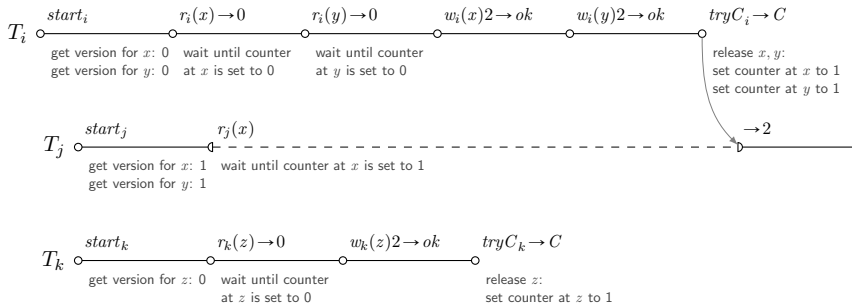 start_i r_i(x)→0 r_i(y)→0 w_i(x)2→ok w_i(y)2→ok tryC_i→C
T_i
get version for x: 0 wait until counter wait until counter release x, y:
get version for y: 0 at x is set to 0 at y is set to 0 set counter at x to 1
set counter at y to 1
start_j r_j(x) →2
T_j
get version for x: 1 wait until counter at x is set to 1
get version for y: 1
start_k r_k(z)→0 w_k(z)2→ok tryC_k→C
T_k
get version for z: 0 wait until counter release z:
at z is set to 0 set counter at z to 1